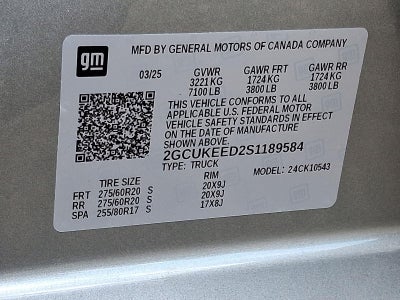 gm
MFD BY GENERAL MOTORS OF CANADA COMPANY
03/25 GVWR GAWR FRT GAWR RR
3221 KG 1724 KG 1724 KG
7100 LB 3800 LB 3800 LB
THIS VEHICLE CONFORMS TO ALL
APPLICABLE U.S. FEDERAL MOTOR
VEHICLE SAFETY STANDARDS IN EFFECT
ON THE DATE OF MANUFACTURE
SHOWN ABOVE.
2GCUKEED2S1189584
TYPE: TRUCK MODEL: 24CK10543
TIRE SIZE RIM
FRT 275/60R20 S 20X9J
RR 275/60R20 S 20X9J
SPA 255/80R17 S 17X8J